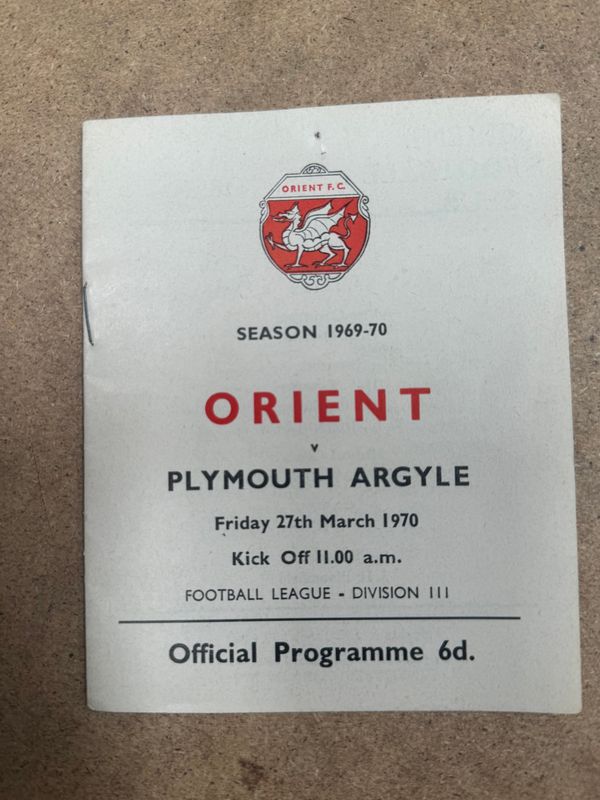 ORIENT F.C.
SEASON 1969-70
ORIENT
v
PLYMOUTH ARGYLE
Friday 27th March 1970
Kick Off 11.00 a.m.
FOOTBALL LEAGUE - DIVISION III
Official Programme 6d.